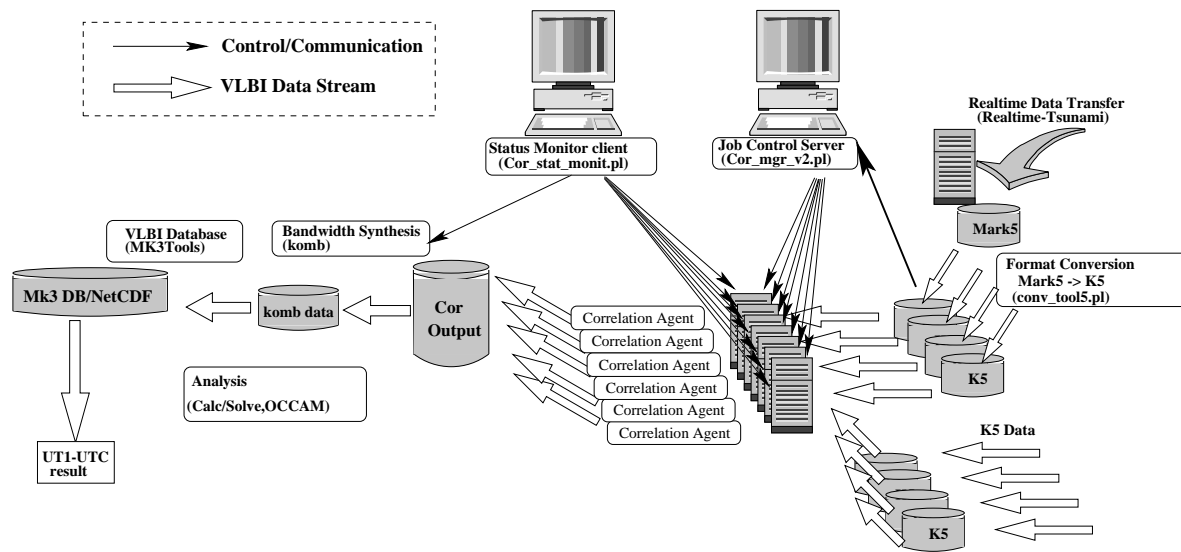 Control/Communication
VLBI Data Stream
Status Monitor client
(Cor_stat_monit.pl)
Job Control Server
(Cor_mgr_v2.pl)
Realtime Data Transfer
(Realtime-Tsunami)
Mark5
Format Conversion
Mark5 -> K5
(conv_tool5.pl)
VLBI Database
(MK3Tools)
Bandwidth Synthesis
(komb)
Mk3 DB/NetCDF
komb data
Cor
Output
Correlation Agent
Correlation Agent
Correlation Agent
Correlation Agent
Correlation Agent
Correlation Agent
K5
Analysis
(Calc/Solve,OCCAM)
UT1-UTC
result
K5 Data
K5